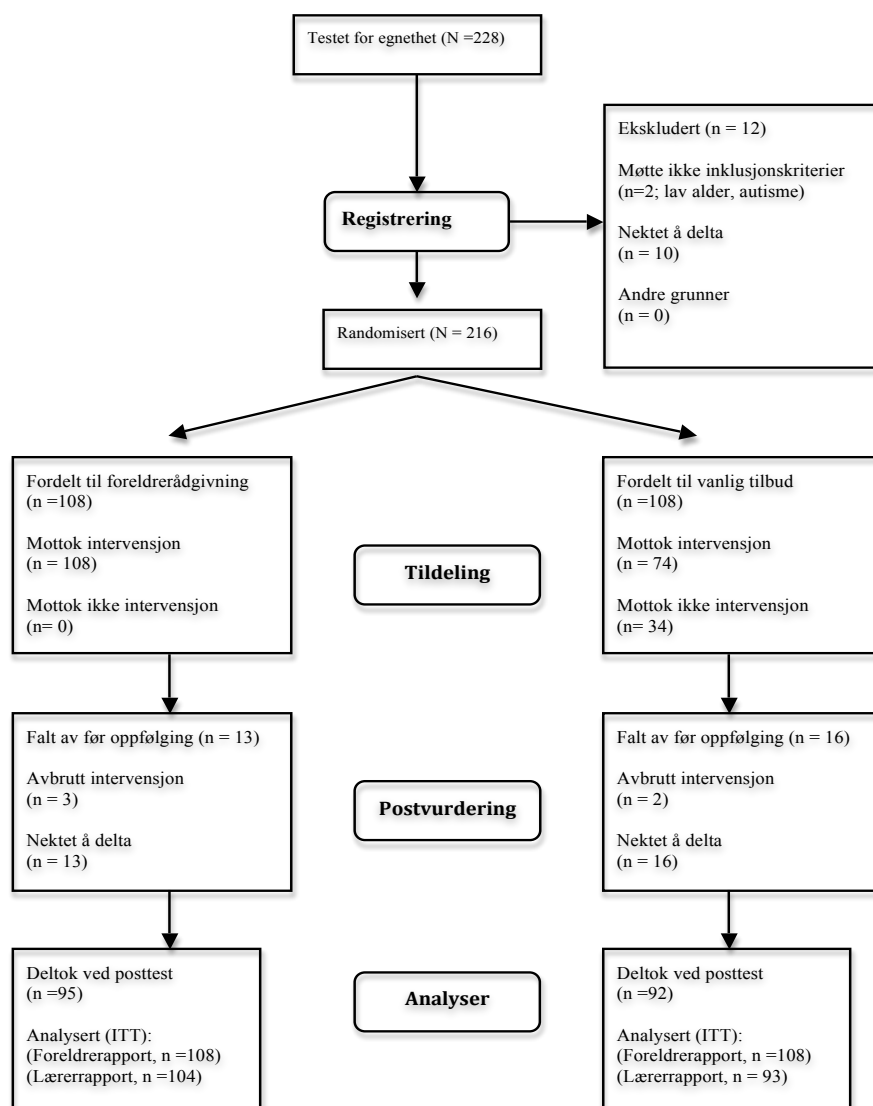 Testet for egnethet (N =228)
Ekskludert (n = 12)
Møtte ikke inklusjonskriterier
(n=2; lav alder, autisme)
Nektet å delta
(n = 10)
Andre grunner
(n = 0)
Registrering
Randomisert (N = 216)
Fordelt til foreldrerådgivning
(n =108)
Mottok intervensjon
(n = 108)
Mottok ikke intervensjon
(n= 0)
Tildeling
Fordelt til vanlig tilbud
(n =108)
Mottok intervensjon
(n = 74)
Mottok ikke intervensjon
(n= 34)
Falt av før oppfølging (n = 13)
Avbrutt intervensjon
(n = 3)
Nektet å delta
(n = 13)
Postvurdering
Falt av før oppfølging (n = 16)
Avbrutt intervensjon
(n = 2)
Nektet å delta
(n = 16)
Deltok ved posttest
(n =95)
Analysert (ITT):
(Foreldrerapport, n =108)
(Lærerrapport, n =104)
Analyser
Deltok ved posttest
(n =92)
Analysert (ITT):
(Foreldrerapport, n =108)
(Lærerrapport, n = 93)